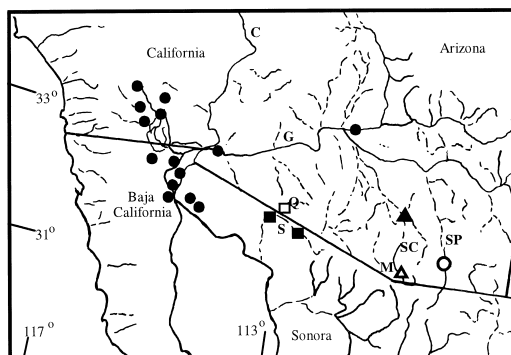 C
California
Arizona
33°
G
Baja
California
Q
S
31°
SC
SP
M
117°
113°
Sonora